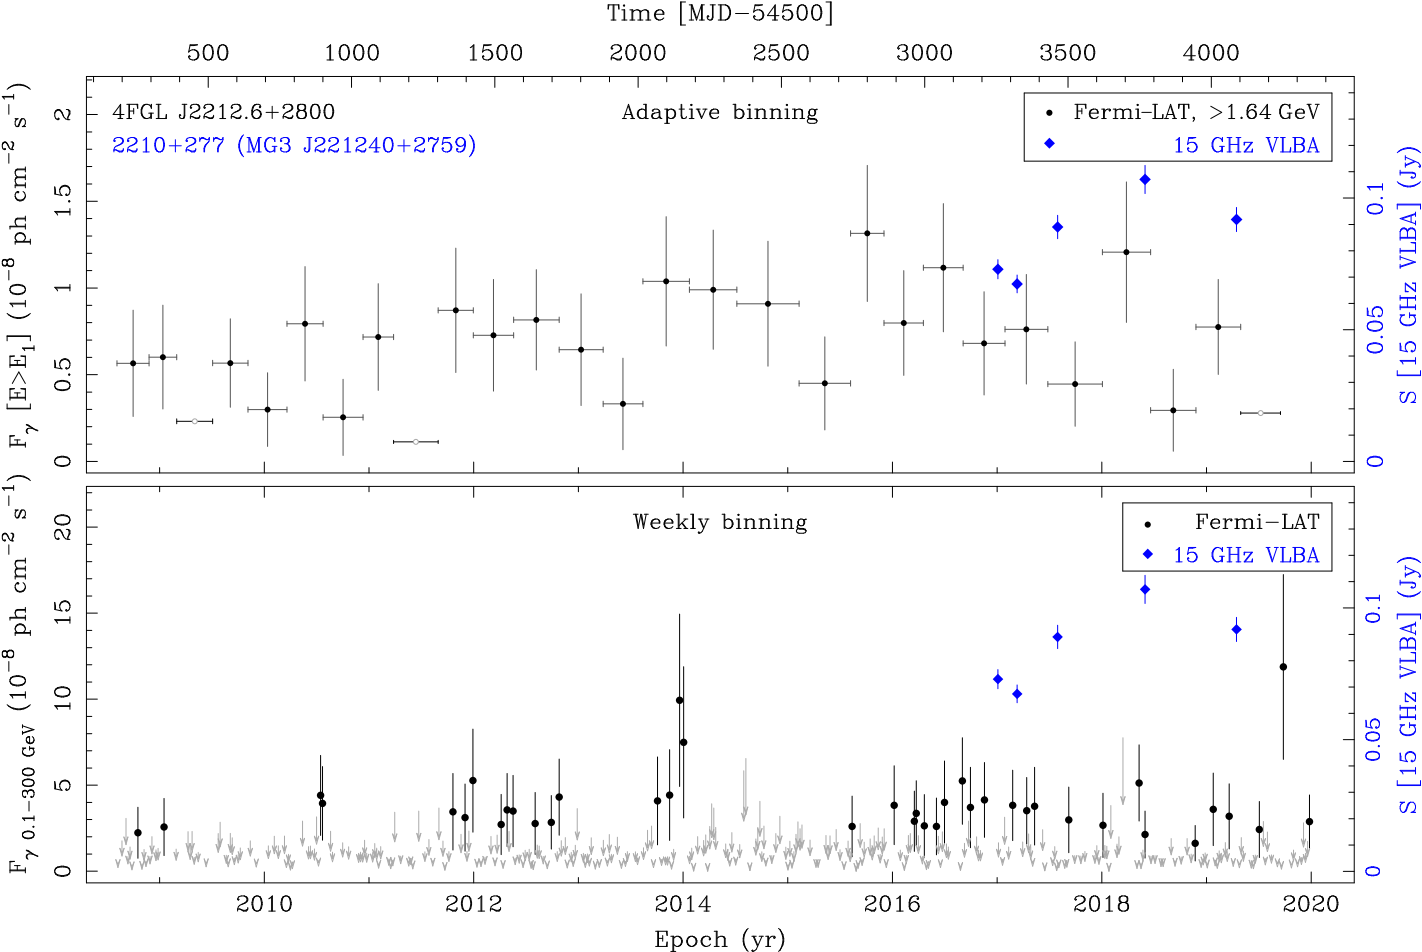 Time [MJD−54500]
500 1000 1500 2000 2500 3000 3500 4000
4FGL J2212.6+2800
2210+277 (MG3 J221240+2759)
Adaptive binning
Fermi−LAT, >1.64 GeV
15 GHz VLBA
F_γ [E>E_1] (10^−8 ph cm^−2 s^−1)
0 0.5 1 1.5 2
S [15 GHz VLBA] (Jy)
0 0.05 0.1
Weekly binning
Fermi−LAT
15 GHz VLBA
F_γ 0.1−300 GeV (10^−8 ph cm^−2 s^−1)
0 5 10 15 20
S [15 GHz VLBA] (Jy)
0 0.05 0.1
2010 2012 2014 2016 2018 2020
Epoch (yr)